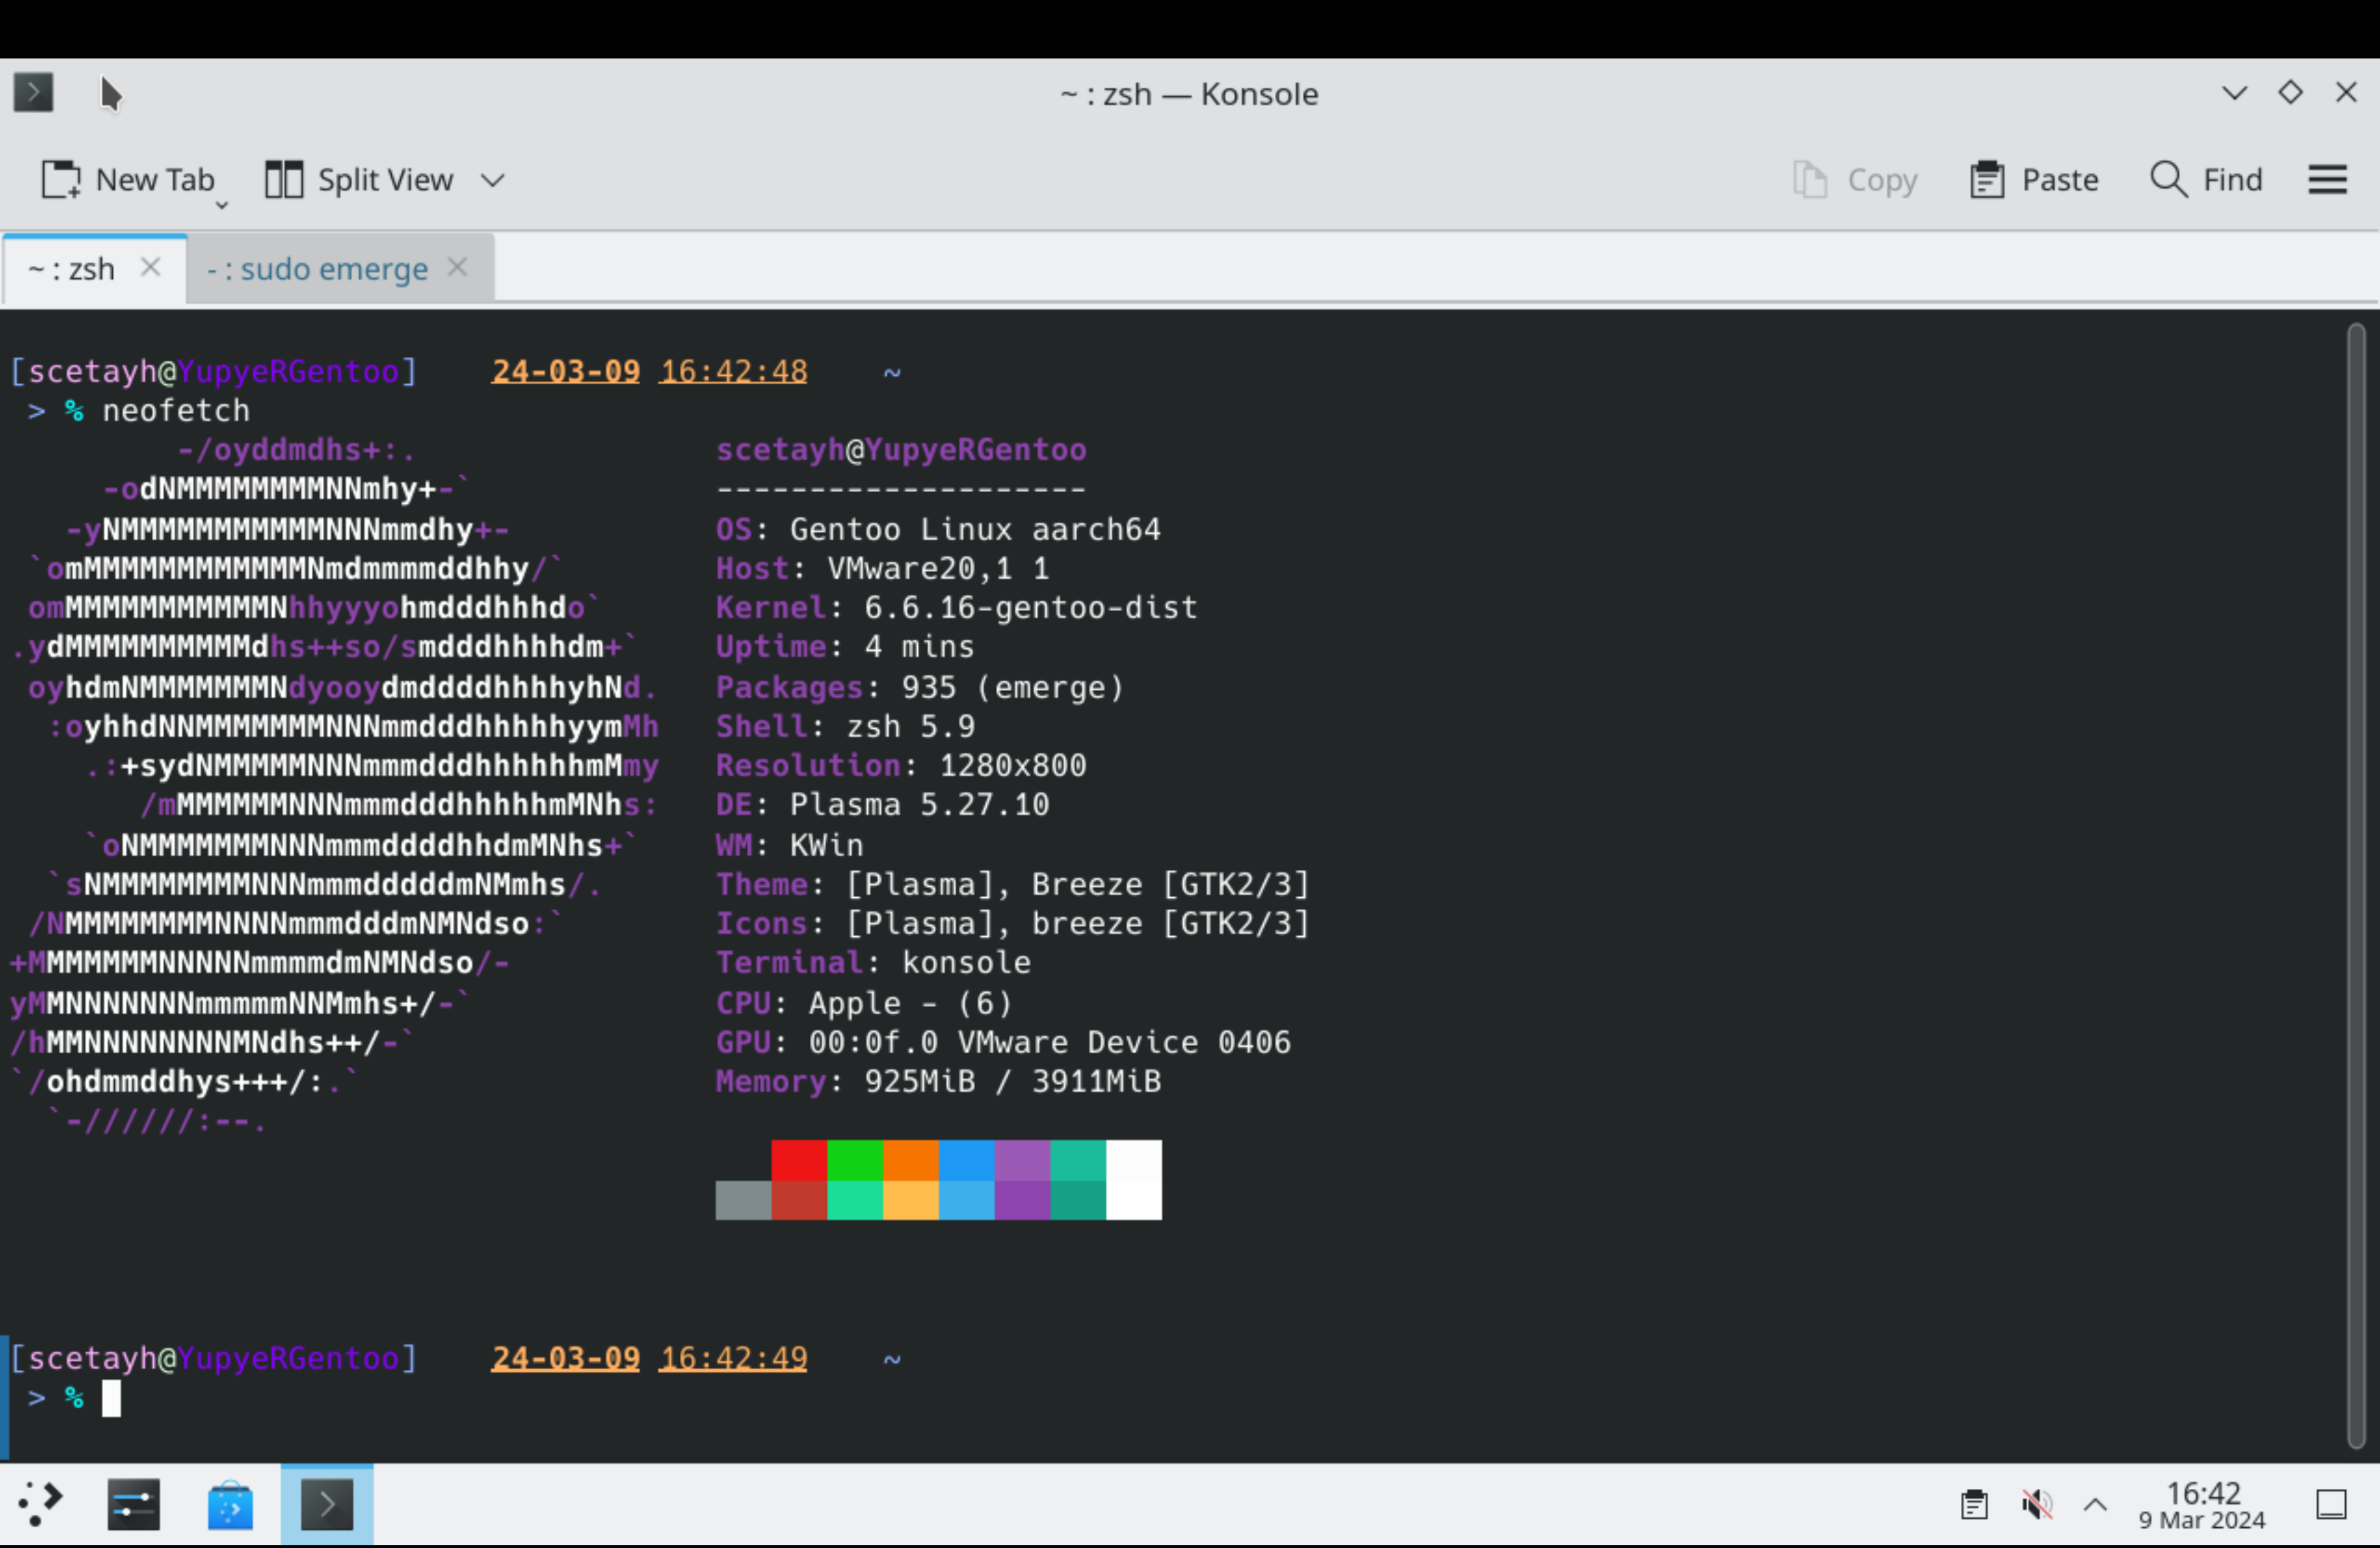 ~ : zsh — Konsole
New Tab Split View Copy Paste Find
~ : zsh - : sudo emerge
[scetayh@YupyeRGentoo] 24-03-09 16:42:48 ~
> % neofetch
-/oyddmdhs+:. scetayh@YupyeRGentoo
-odNMMMMMMMMNNmhy+-` --------------------
-yNMMMMMMMMMMMNNNmmdhy+- OS: Gentoo Linux aarch64
`omMMMMMMMMMMMMNmdmmmmddhhy/` Host: VMware20,1 1
omMMMMMMMMMMMNhhyyyohmdddhhhdo` Kernel: 6.6.16-gentoo-dist
.ydMMMMMMMMMMdhs++so/smdddhhhhdm+` Uptime: 4 mins
oyhdmNMMMMMMMNdyooydmddddhhhhyhNd. Packages: 935 (emerge)
:oyhhdNNMMMMMMMNNNmmdddhhhhhyymMh Shell: zsh 5.9
.:+sydNMMMMMNNNmmmdddhhhhhhmMmy Resolution: 1280x800
/mMMMMMMNNNmmmdddhhhhhmMNhs: DE: Plasma 5.27.10
`oNMMMMMMMNNNmmmddddhhdmMNhs+` WM: KWin
`sNMMMMMMMMNNNmmmdddddmNMmhs/. Theme: [Plasma], Breeze [GTK2/3]
/NMMMMMMMMNNNNmmmdddmNMNdso:` Icons: [Plasma], breeze [GTK2/3]
+MMMMMMMNNNNNmmmmdmNMNdso/- Terminal: konsole
yMMNNNNNNNmmmmmNNMmhs+/-` CPU: Apple - (6)
/hMMNNNNNNNNMNdhs++/-` GPU: 00:0f.0 VMware Device 0406
`/ohdmmddhys+++/:.` Memory: 925MiB / 3911MiB
`-//////:--.
[scetayh@YupyeRGentoo] 24-03-09 16:42:49 ~
> %
16:42
9 Mar 2024